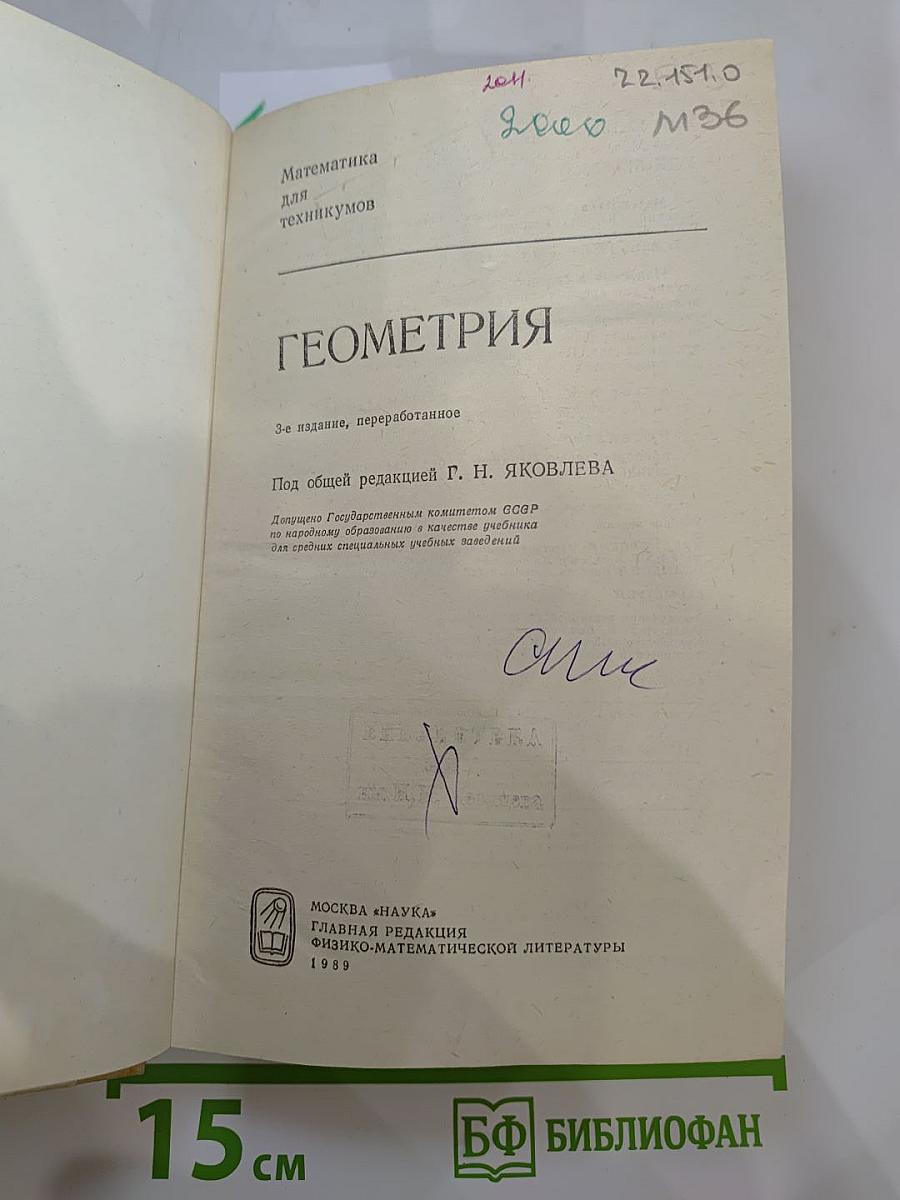 2011.
22.151.0
2000
М36
Математика
для
техникумов
ГЕОМЕТРИЯ
3-е издание, переработанное
Под общей редакцией Г. Н. ЯКОВЛЕВА
Допущено Государственным комитетом СССР
по народному образованию в качестве учебника
для средних специальных учебных заведений
МОСКВА «НАУКА»
ГЛАВНАЯ РЕДАКЦИЯ
ФИЗИКО-МАТЕМАТИЧЕСКОЙ ЛИТЕРАТУРЫ
1989
15 см
БФ БИБЛИОФАН